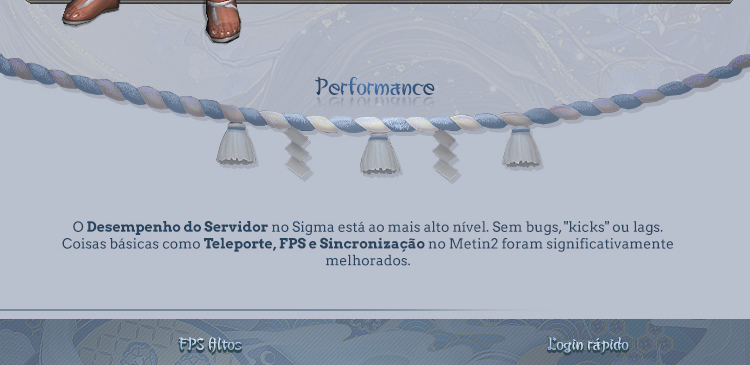 Performance
O Desempenho do Servidor no Sigma está ao mais alto nível. Sem bugs,"kicks" ou lags.
Coisas básicas como Teleporte, FPS e Sincronização no Metin2 foram significativamente
melhorados.
FPS Altos
Login rápido